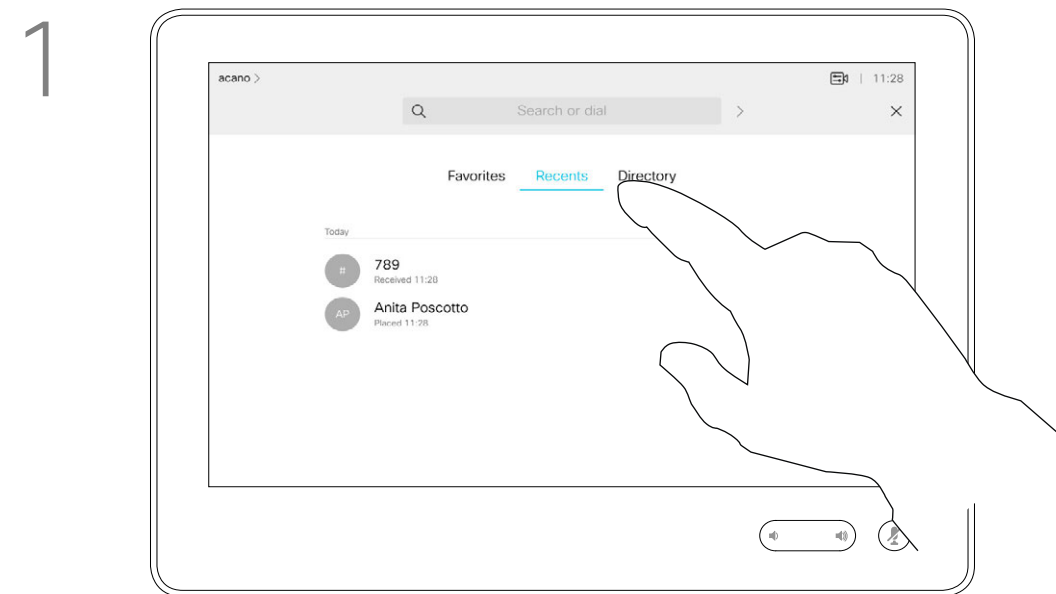 1
acano >
| 11:28
Search or dial >
Favorites Recents Directory
Today
#
789
Received 11:28
AP
Anita Poscotto
Placed 11:28